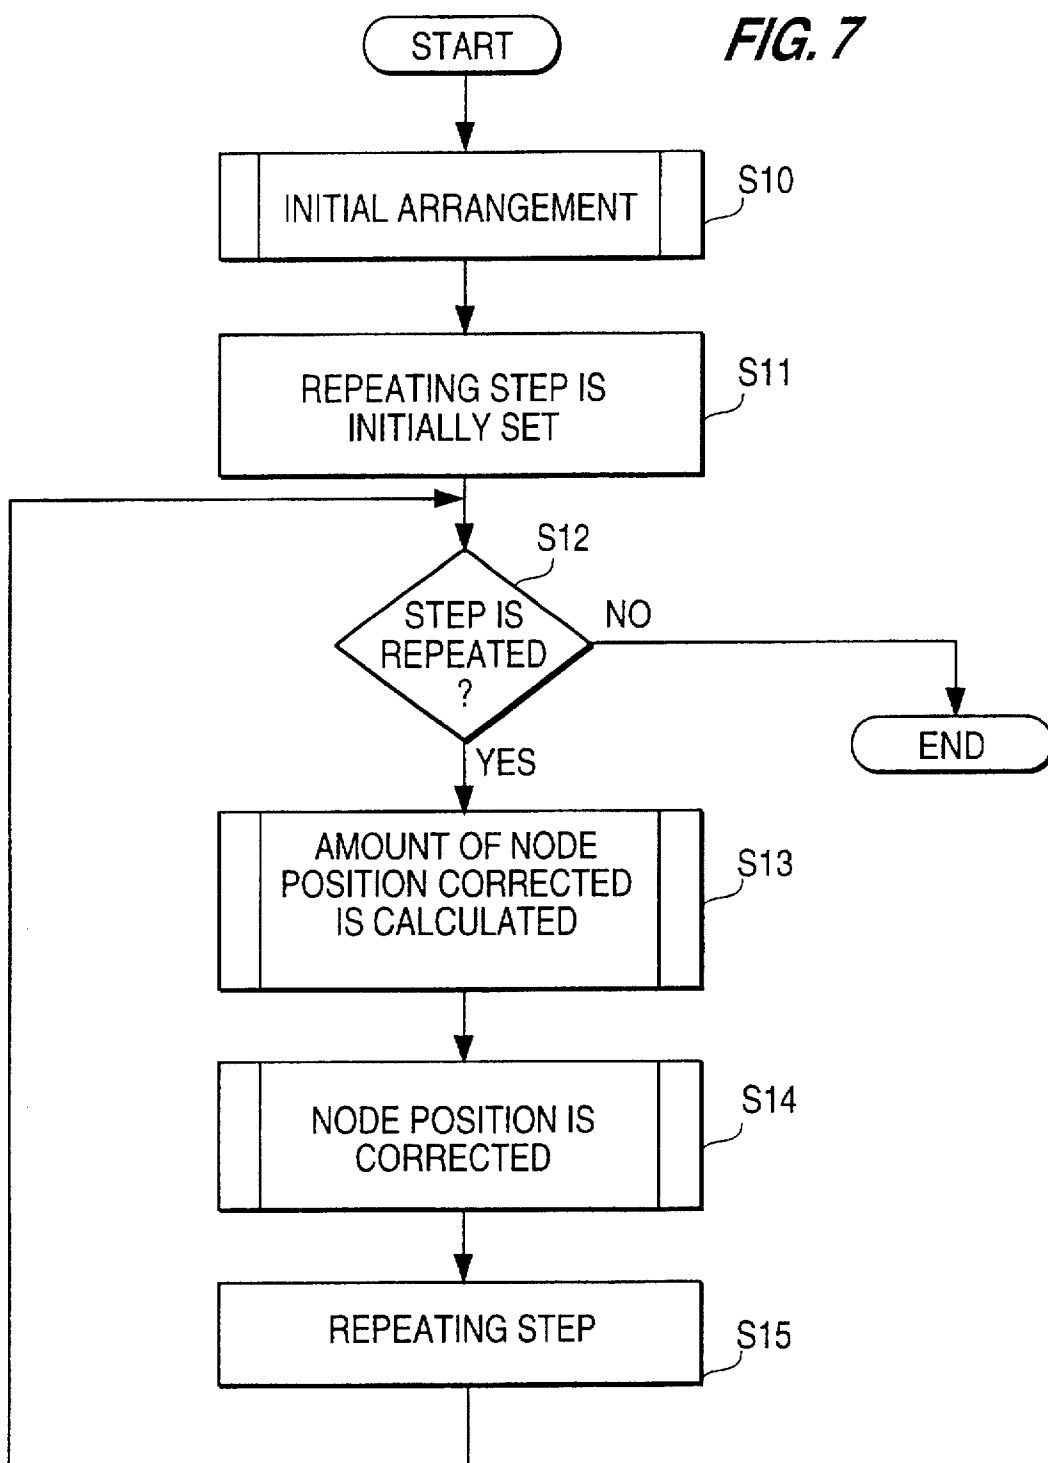 FIG. 7
START
INITIAL ARRANGEMENT
S10
REPEATING STEP IS
INITIALLY SET
S11
S12
STEP IS
REPEATED
?
NO
END
YES
AMOUNT OF NODE
POSITION CORRECTED
IS CALCULATED
S13
NODE POSITION IS
CORRECTED
S14
REPEATING STEP
S15